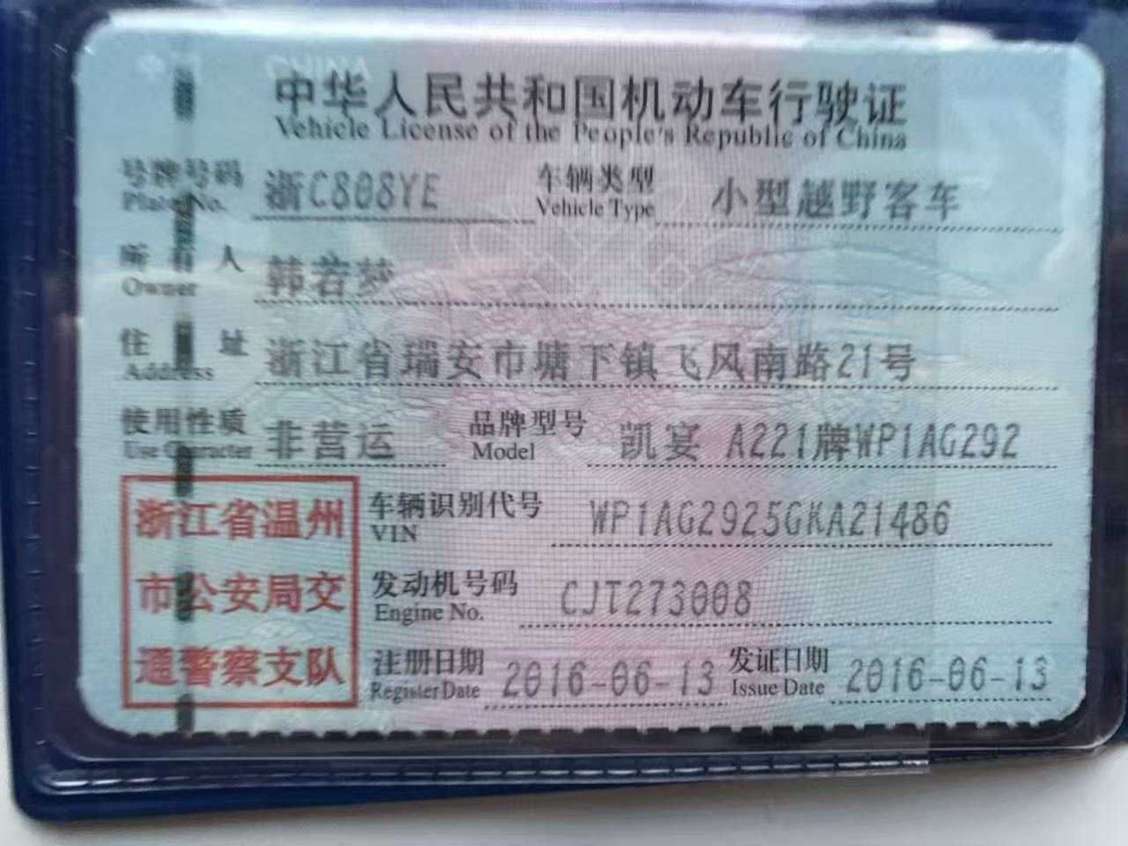 中华人民共和国机动车行驶证
Vehicle License of the People's Republic of China
号牌号码 浙C808YE 车辆类型 小型越野客车
Plate No. Vehicle Type
所有人 韩若梦
Owner
住址 浙江省瑞安市塘下镇飞凤南路21号
Address
使用性质 非营运 品牌型号 凯宴 A221牌WP1AG292
Use Character Model
浙江省温州 车辆识别代号 WP1AG2925GKA21486
VIN
市公安局交 发动机号码 CJT273008
Engine No.
通警察支队 注册日期 2016-06-13 发证日期 2016-06-13
Register Date Issue Date